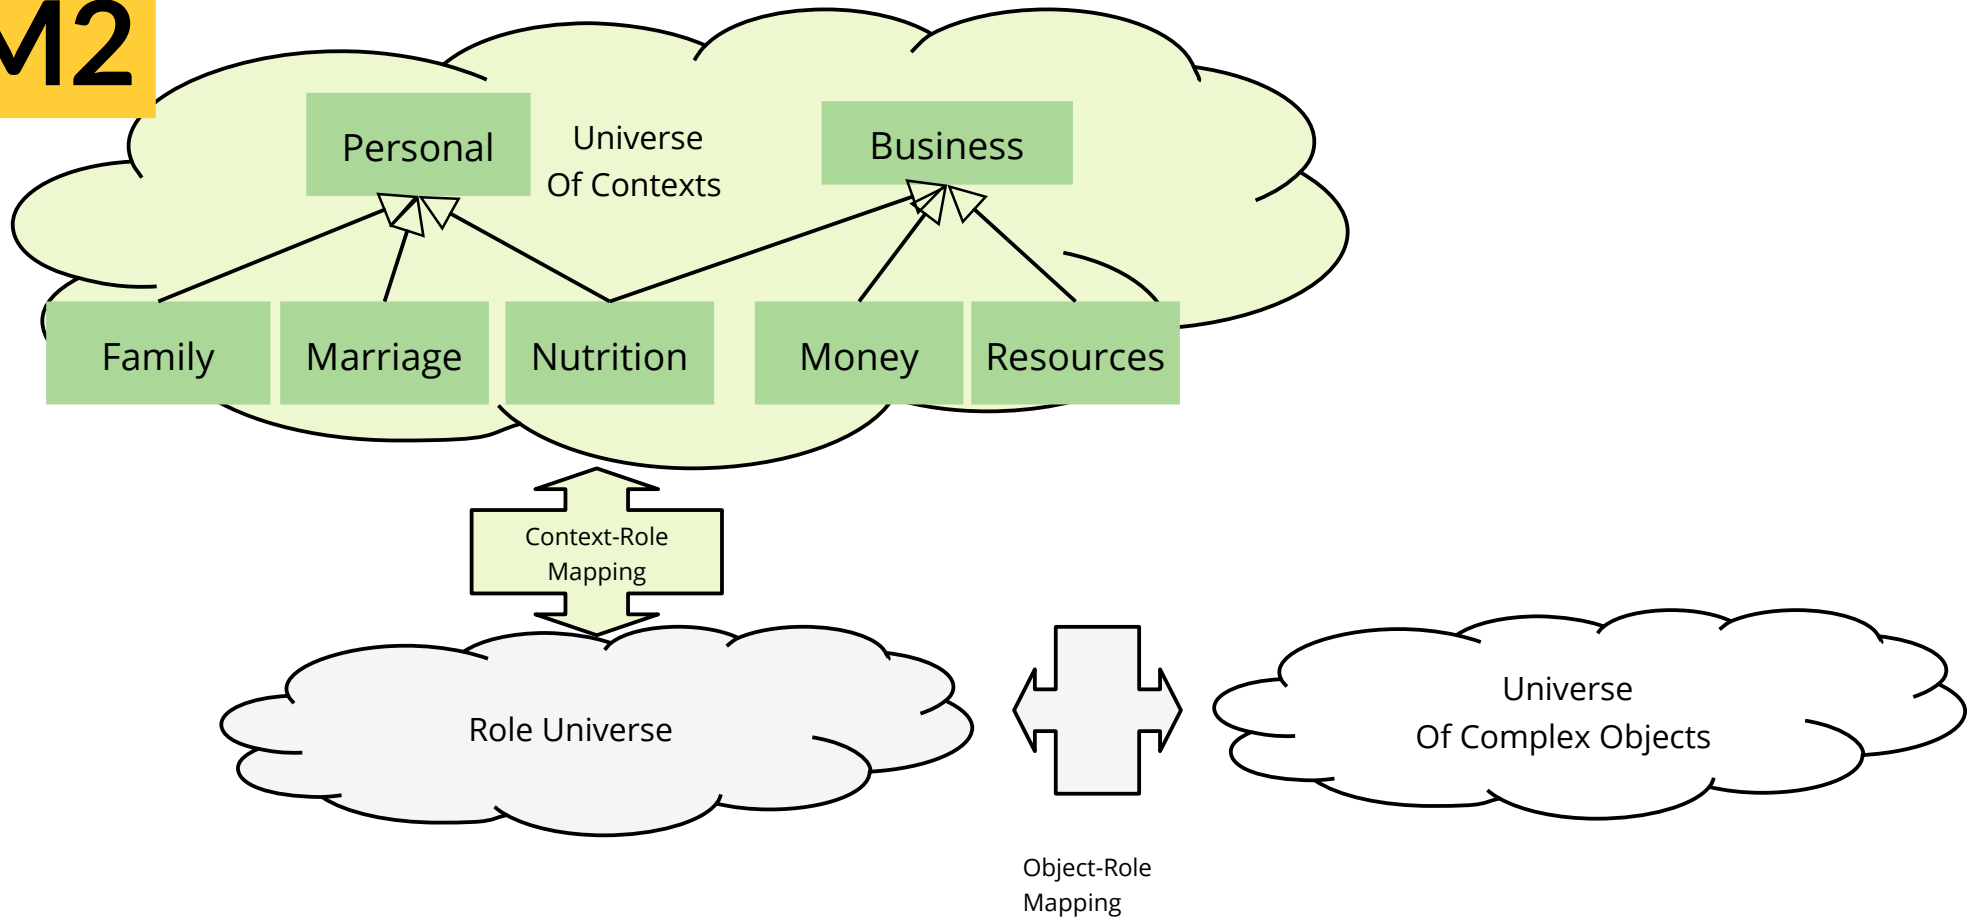 M2
Personal
Universe
Of Contexts
Business
Family
Marriage
Nutrition
Money
Resources
Context-Role
Mapping
Role Universe
Universe
Of Complex Objects
Object-Role
Mapping